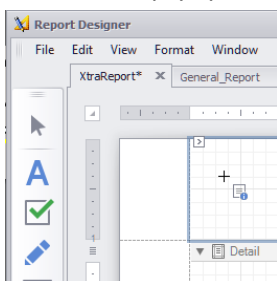 Report Designer
File Edit View Format Window
XtraReport* General_Report
A
Detail